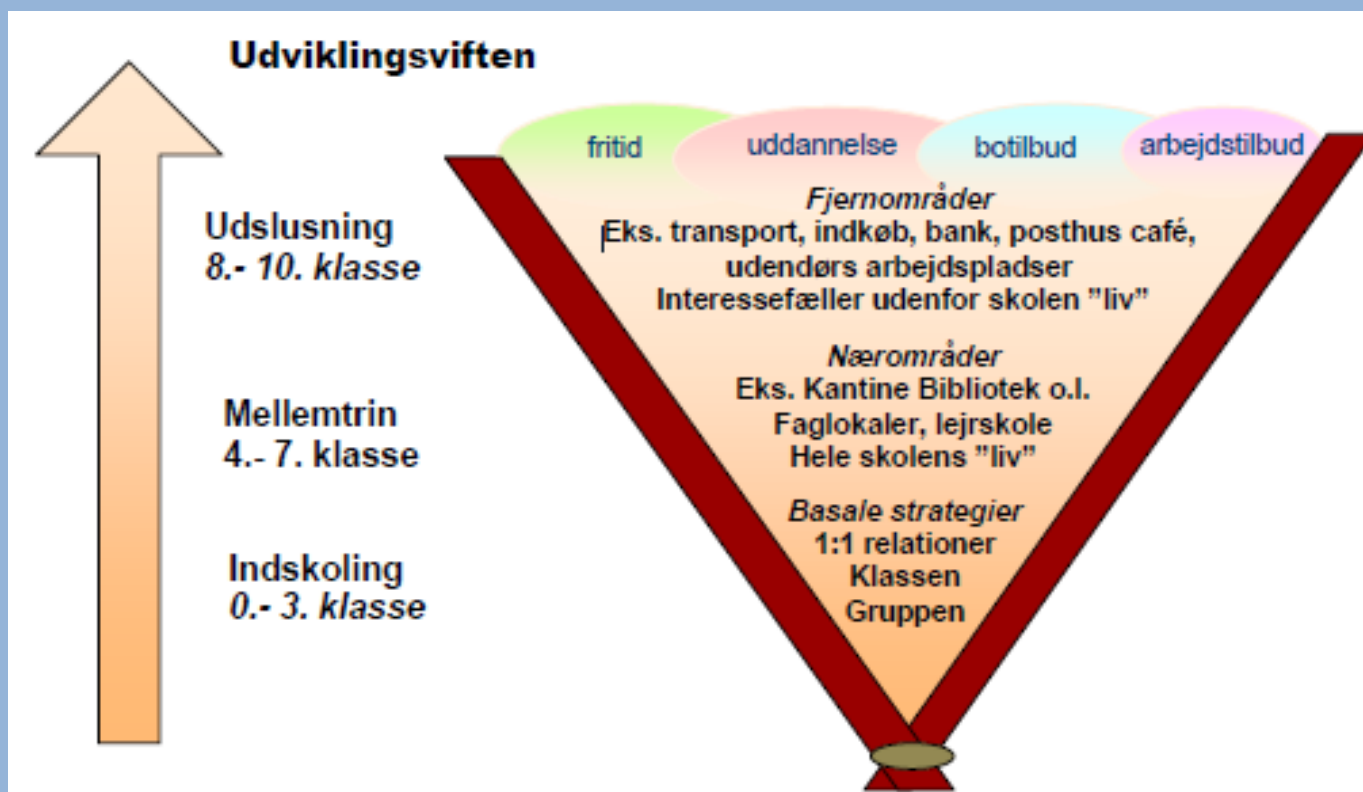 Udviklingsviften
fritid
uddannelse
botilbud
arbejdstilbud
Udslusning
8.- 10. klasse
Fjernområder
Eks. transport, indkøb, bank, posthus café,
udendørs arbejdspladser
Interessefæller udenfor skolen ”liv”
Mellemtrin
4.- 7. klasse
Nærområder
Eks. Kantine Bibliotek o.l.
Faglokaler, lejrskole
Hele skolens ”liv”
Indskoling
0.- 3. klasse
Basale strategier
1:1 relationer
Klassen
Gruppen